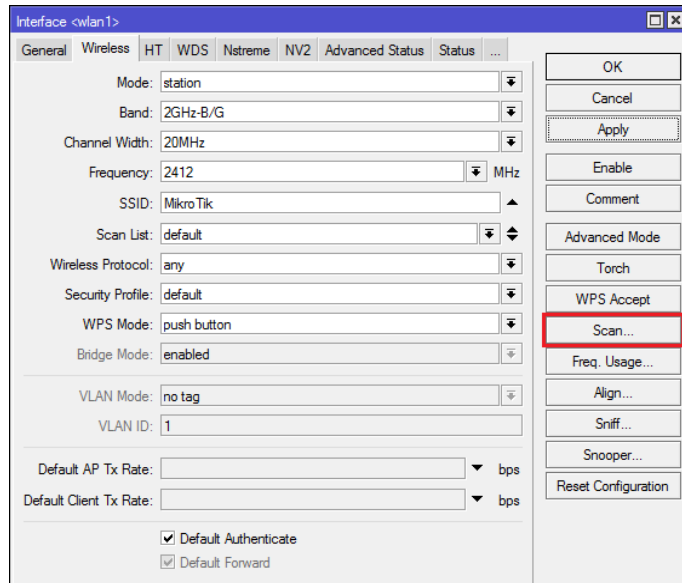 Interface <wlan1>
General Wireless HT WDS Nstreme NV2 Advanced Status Status ...
Mode: station
Band: 2GHz-B/G
Channel Width: 20MHz
Frequency: 2412 MHz
SSID: MikroTik
Scan List: default
Wireless Protocol: any
Security Profile: default
WPS Mode: push button
Bridge Mode: enabled
VLAN Mode: no tag
VLAN ID: 1
Default AP Tx Rate: bps
Default Client Tx Rate: bps
Default Authenticate
Default Forward
OK
Cancel
Apply
Enable
Comment
Advanced Mode
Torch
WPS Accept
Scan...
Freq. Usage...
Align...
Sniff...
Snooper...
Reset Configuration